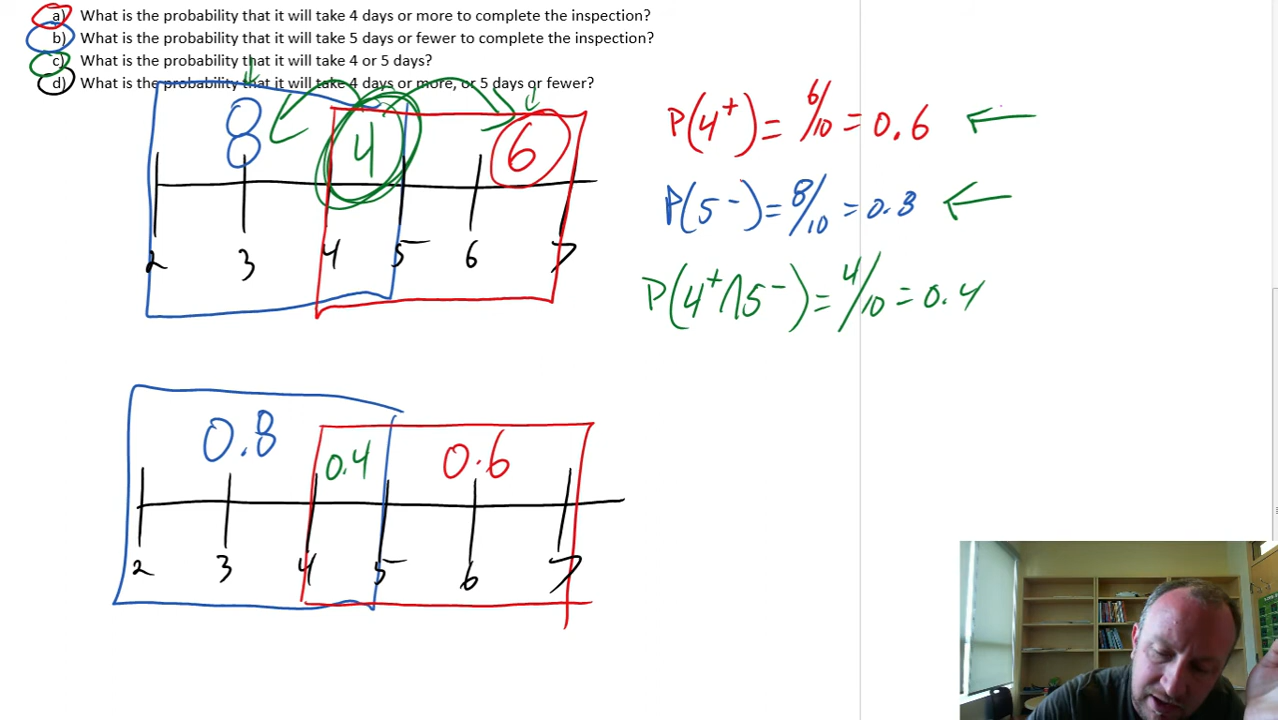 a) What is the probability that it will take 4 days or more to complete the inspection?
b) What is the probability that it will take 5 days or fewer to complete the inspection?
c) What is the probability that it will take 4 or 5 days?
d) What is the probability that it will take 4 days or more, or 5 days or fewer?
8 4 6
2 3 4 5 6 7
P(4+) = 6/10 = 0.6 ←
P(5-) = 8/10 = 0.8 ←
P(4+∩5-) = 4/10 = 0.4
0.8 0.4 0.6
2 3 4 5 6 7